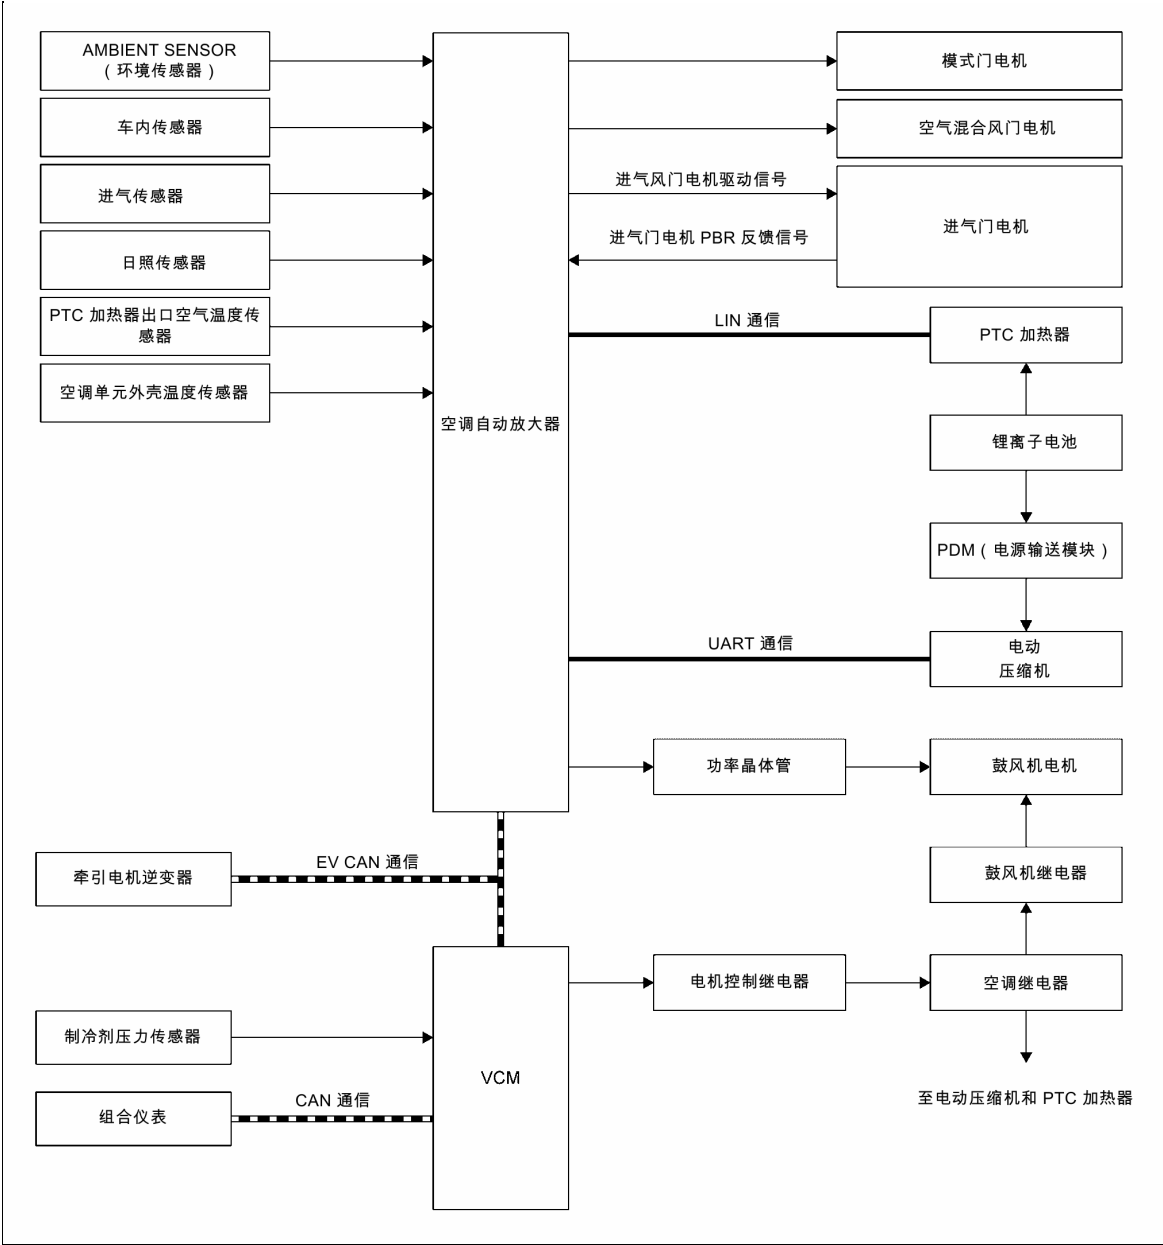 AMBIENT SENSOR
（环境传感器）
车内传感器
进气传感器
日照传感器
PTC 加热器出口空气温度传
感器
空调单元外壳温度传感器
空调自动放大器
模式门电机
空气混合风门电机
进气风门电机驱动信号
进气门电机 PBR 反馈信号
进气门电机
LIN 通信
PTC 加热器
锂离子电池
PDM（电源输送模块）
UART 通信
电动
压缩机
功率晶体管
鼓风机电机
牵引电机逆变器
EV CAN 通信
鼓风机继电器
电机控制继电器
空调继电器
制冷剂压力传感器
VCM
组合仪表
CAN 通信
至电动压缩机和 PTC 加热器